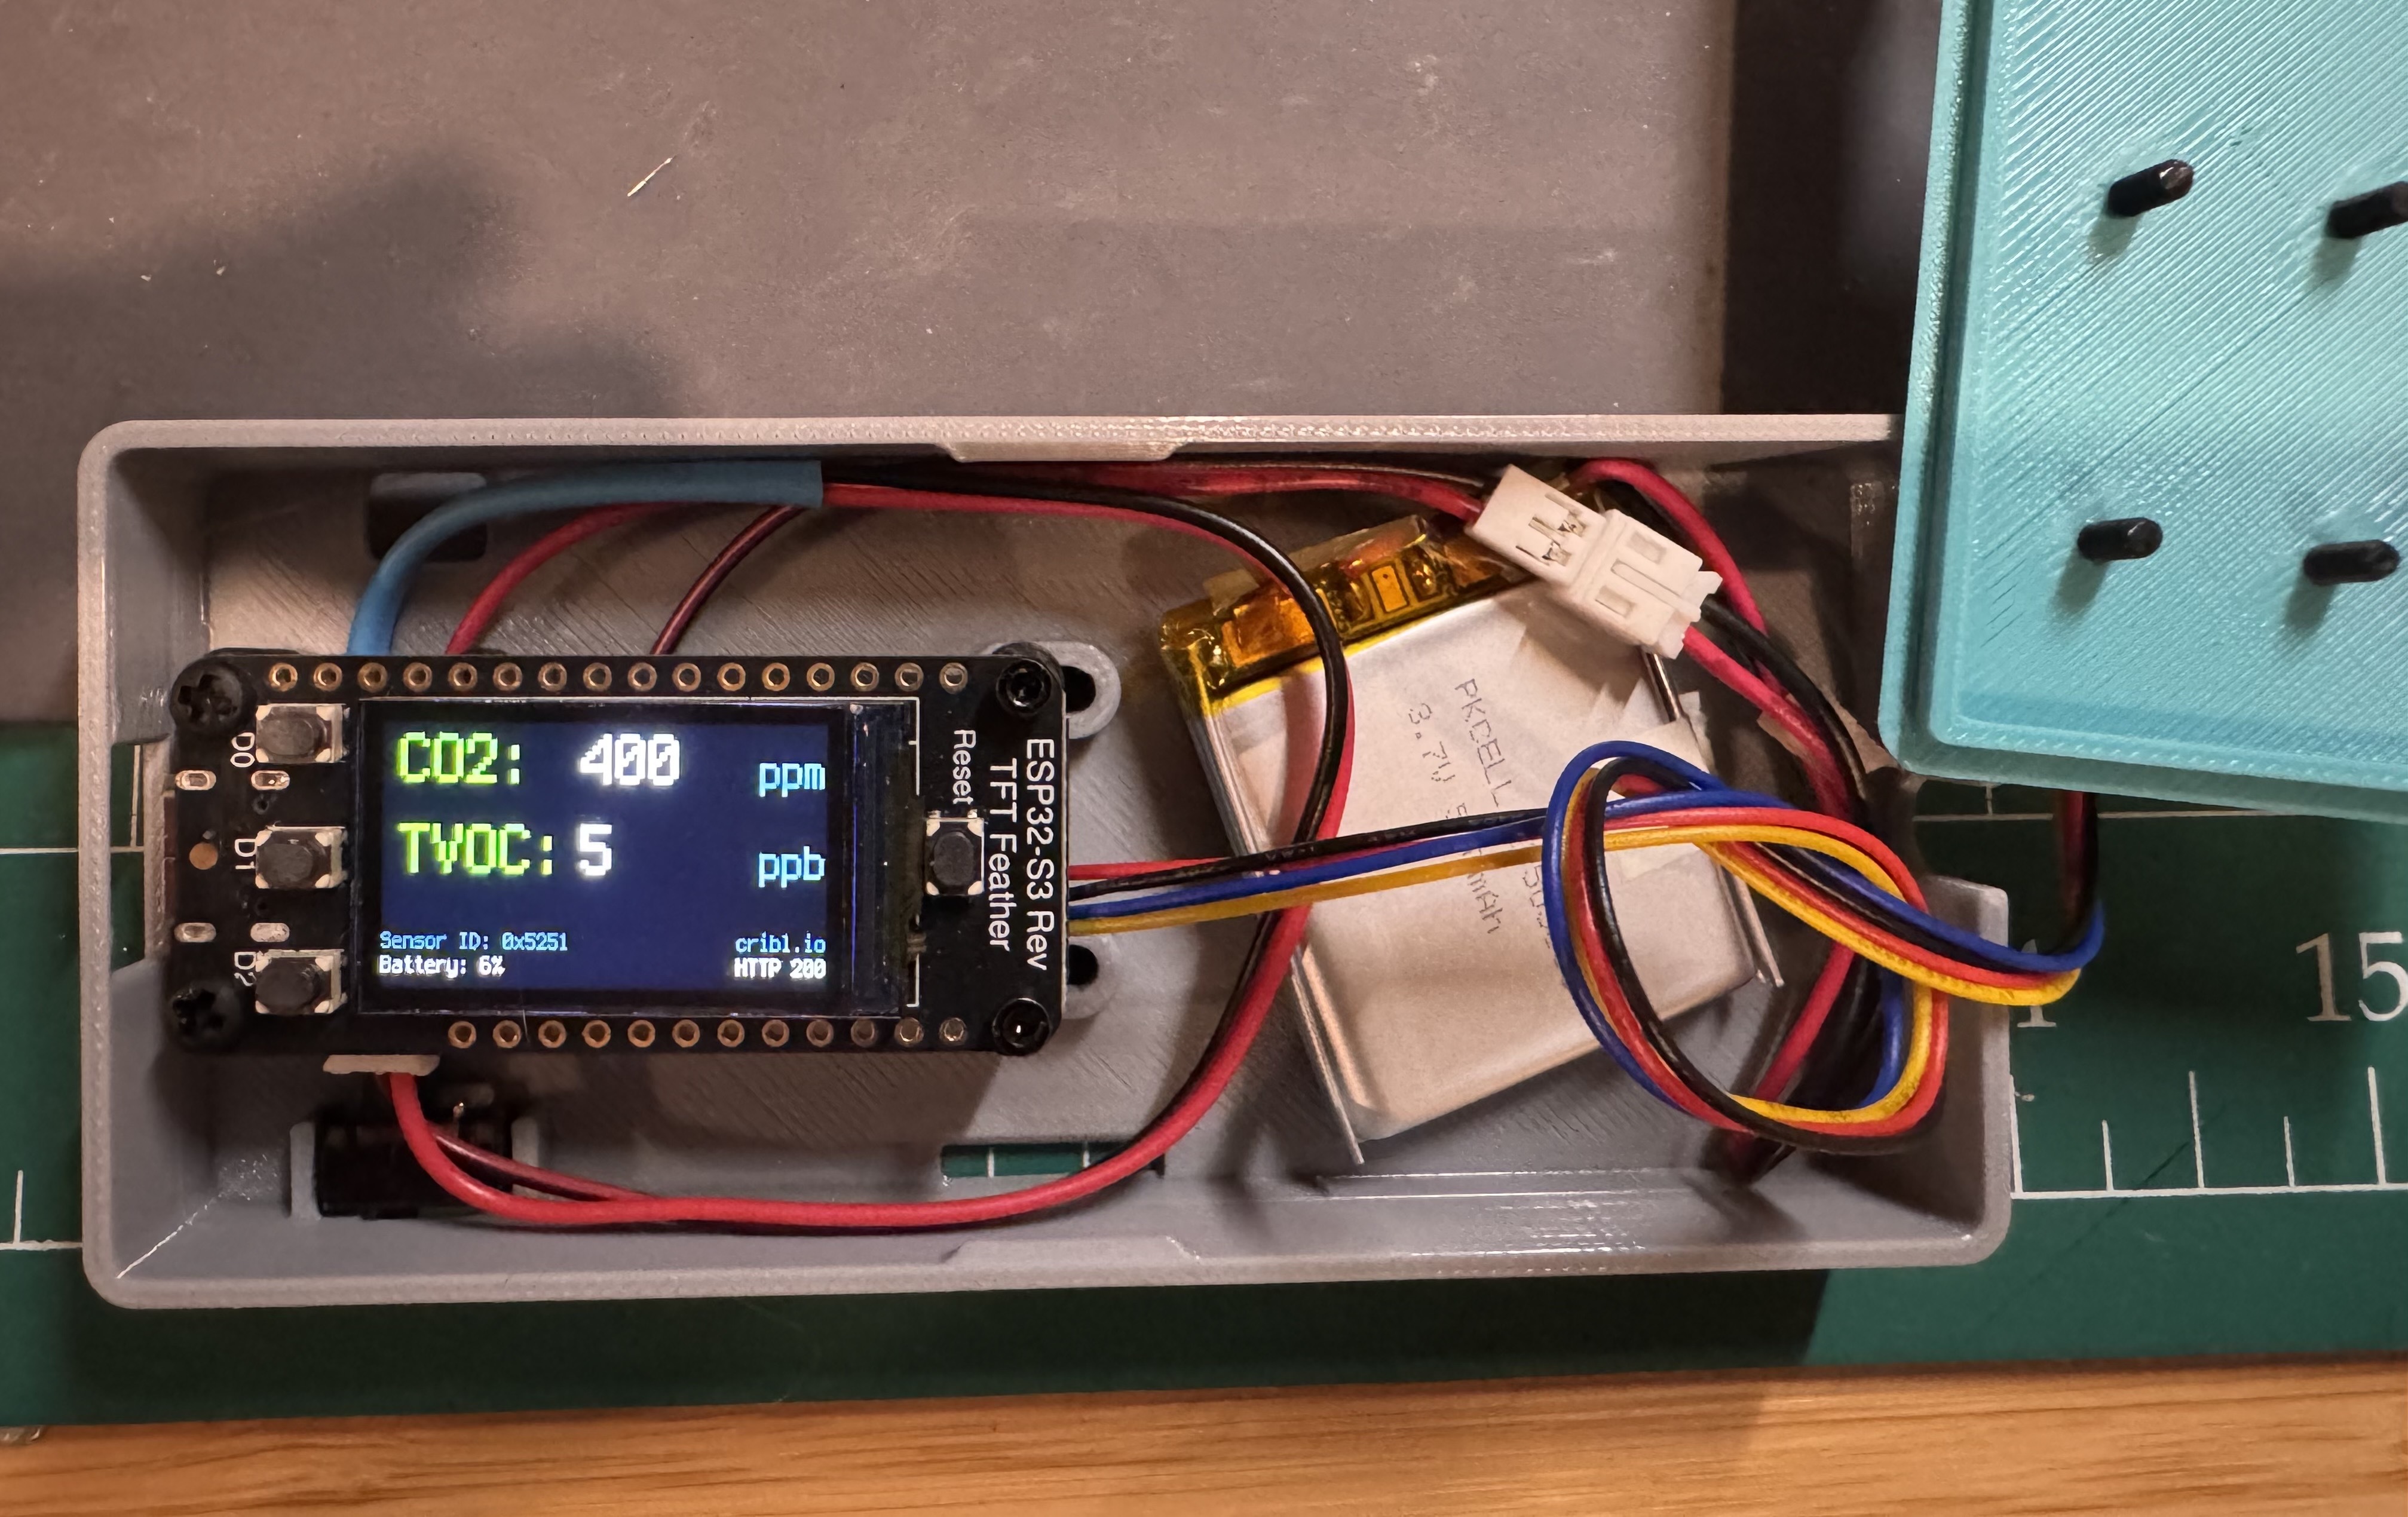 CO2: 400 ppm
TVOC: 5 ppb
Sensor ID: 0x5251 cribl.io
Battery: 6% HTTP 200
D0
D1
D2
Reset
ESP32-S3 Rev
TFT Feather
PKCELL
3.7V
mAh
15